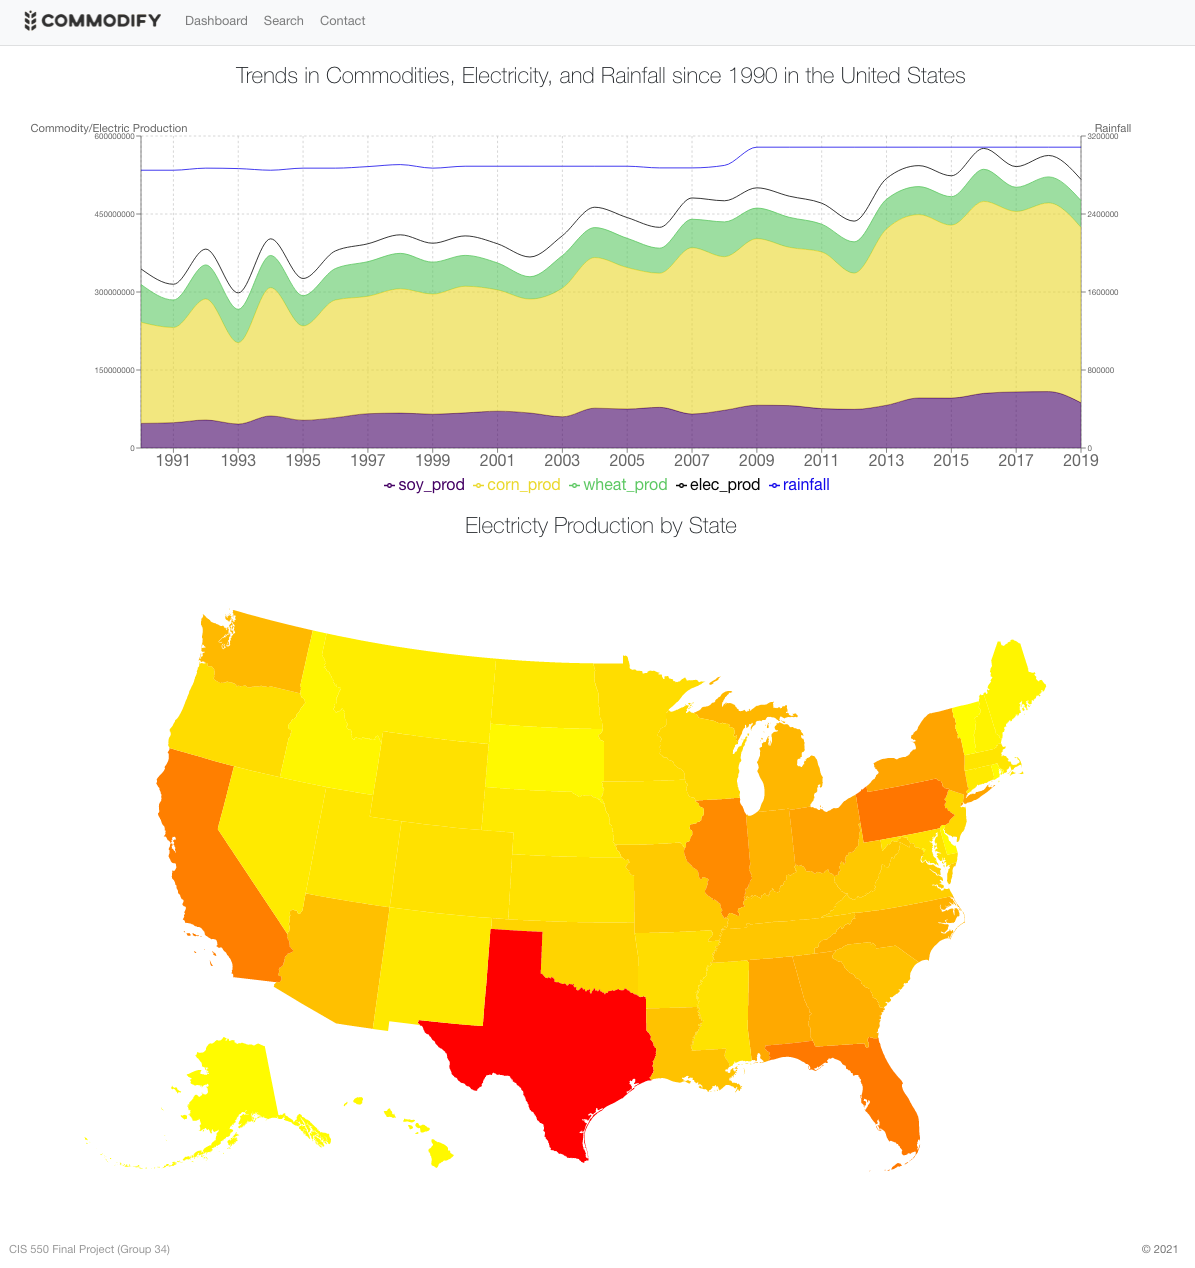 COMMODIFY Dashboard Search Contact
Trends in Commodities, Electricity, and Rainfall since 1990 in the United States
Commodity/Electric Production Rainfall
600000000 3200000
450000000 2400000
300000000 1600000
150000000 800000
0 0
1991 1993 1995 1997 1999 2001 2003 2005 2007 2009 2011 2013 2015 2017 2019
soy_prod corn_prod wheat_prod elec_prod rainfall
Electricty Production by State
CIS 550 Final Project (Group 34) © 2021